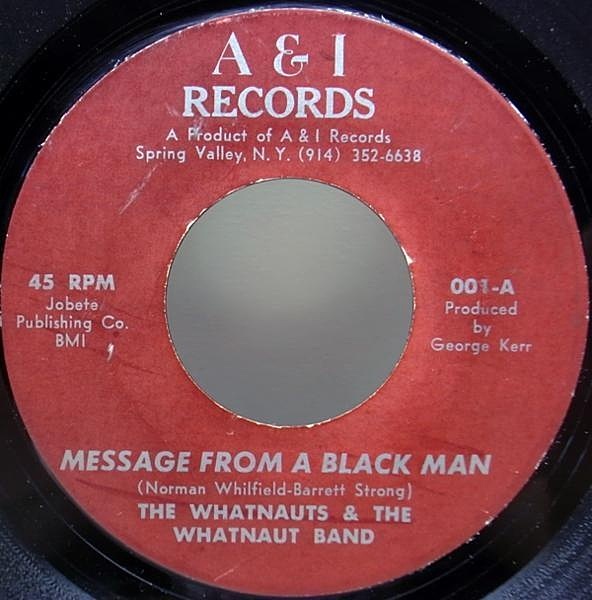 A & I
RECORDS
A Product of A & I Records
Spring Valley, N.Y. (914) 352-6638
45 RPM
Jobete
Publishing Co.
BMI
001-A
Produced
by
George Kerr
MESSAGE FROM A BLACK MAN
(Norman Whilfield-Barrett Strong)
THE WHATNAUTS & THE
WHATNAUT BAND